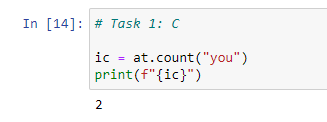 In [14]: # Task 1: C
ic = at.count("you")
print(f"{ic}")
2